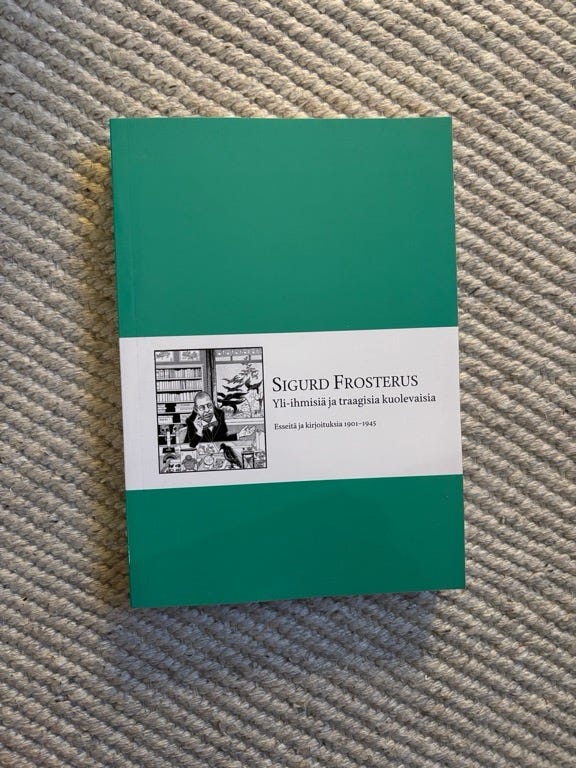 SIGURD FROSTERUS
Yli-ihmisiä ja traagisia kuolevaisia
Esseitä ja kirjoituksia 1901–1945